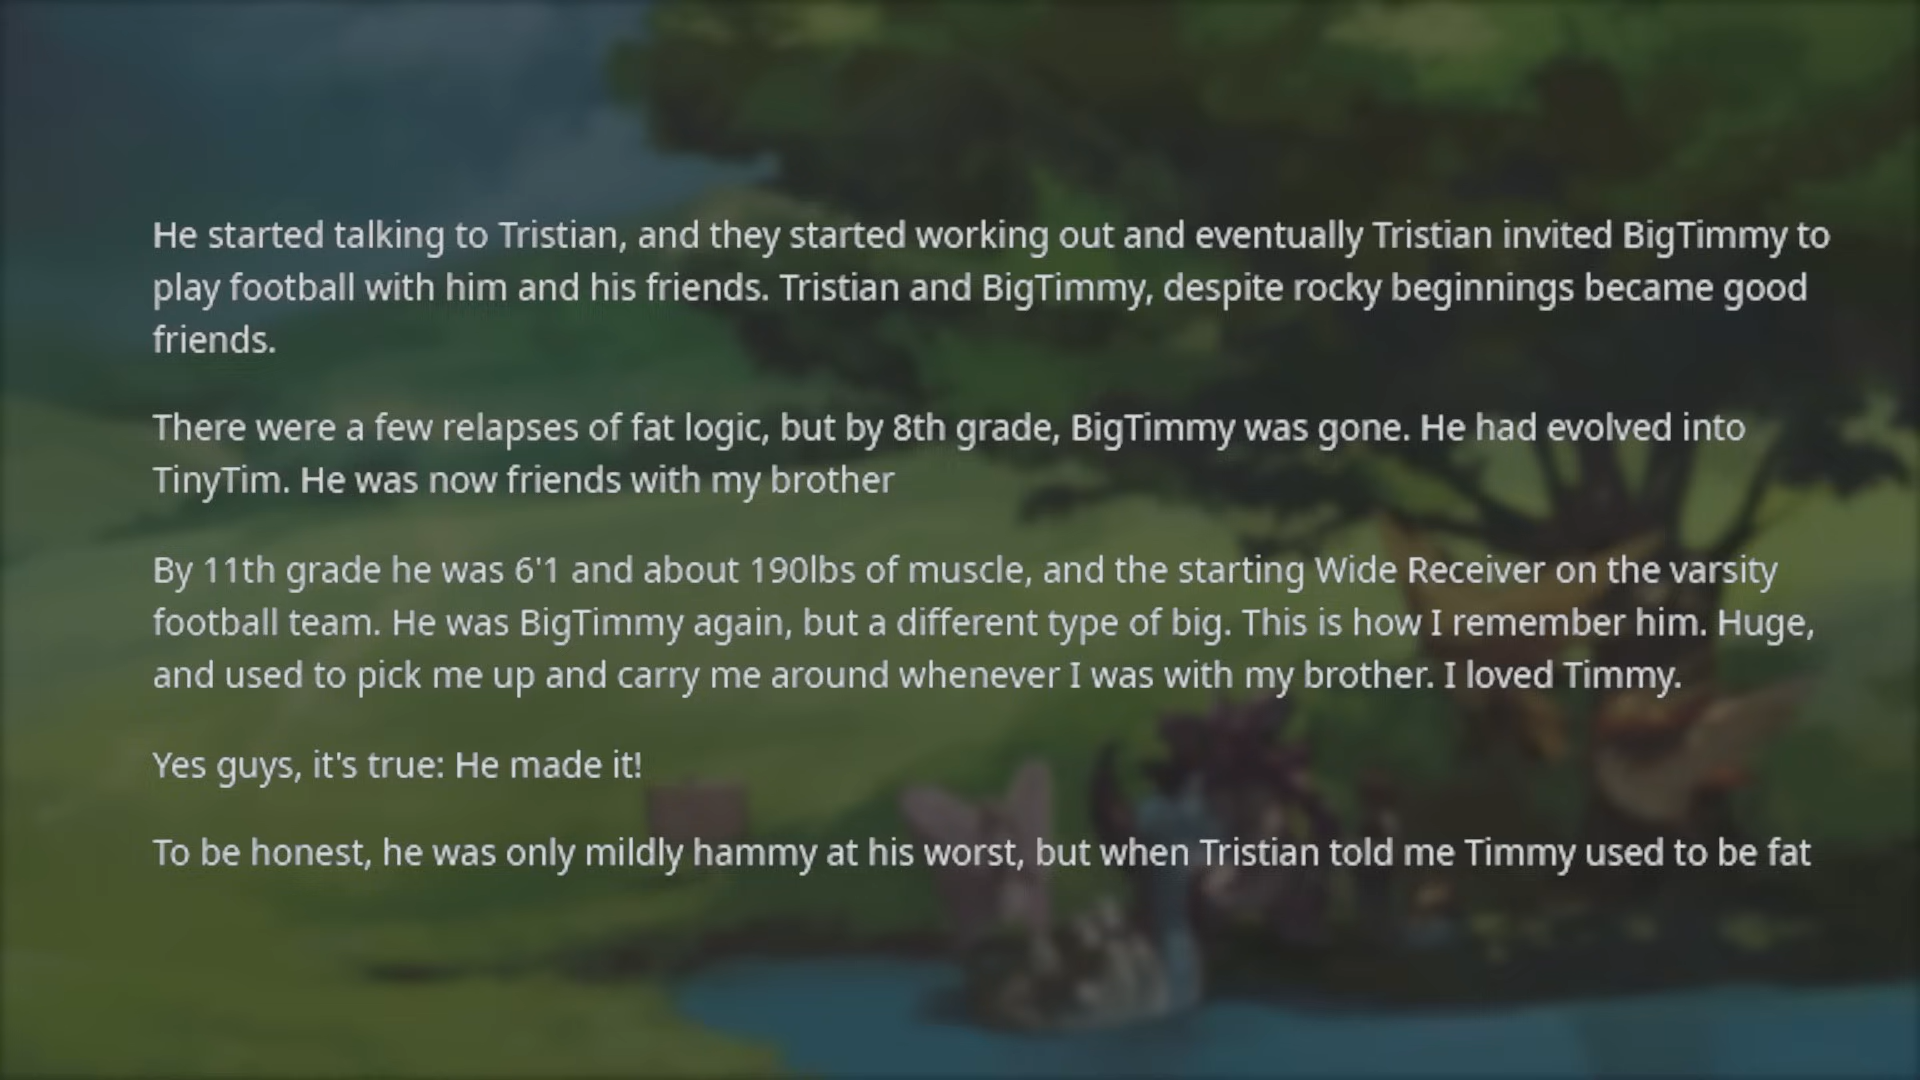 He started talking to Tristian, and they started working out and eventually Tristian invited BigTimmy to
play football with him and his friends. Tristian and BigTimmy, despite rocky beginnings became good
friends.
There were a few relapses of fat logic, but by 8th grade, BigTimmy was gone. He had evolved into
TinyTim. He was now friends with my brother
By 11th grade he was 6'1 and about 190lbs of muscle, and the starting Wide Receiver on the varsity
football team. He was BigTimmy again, but a different type of big. This is how I remember him. Huge,
and used to pick me up and carry me around whenever I was with my brother. I loved Timmy.
Yes guys, it's true: He made it!
To be honest, he was only mildly hammy at his worst, but when Tristian told me Timmy used to be fat